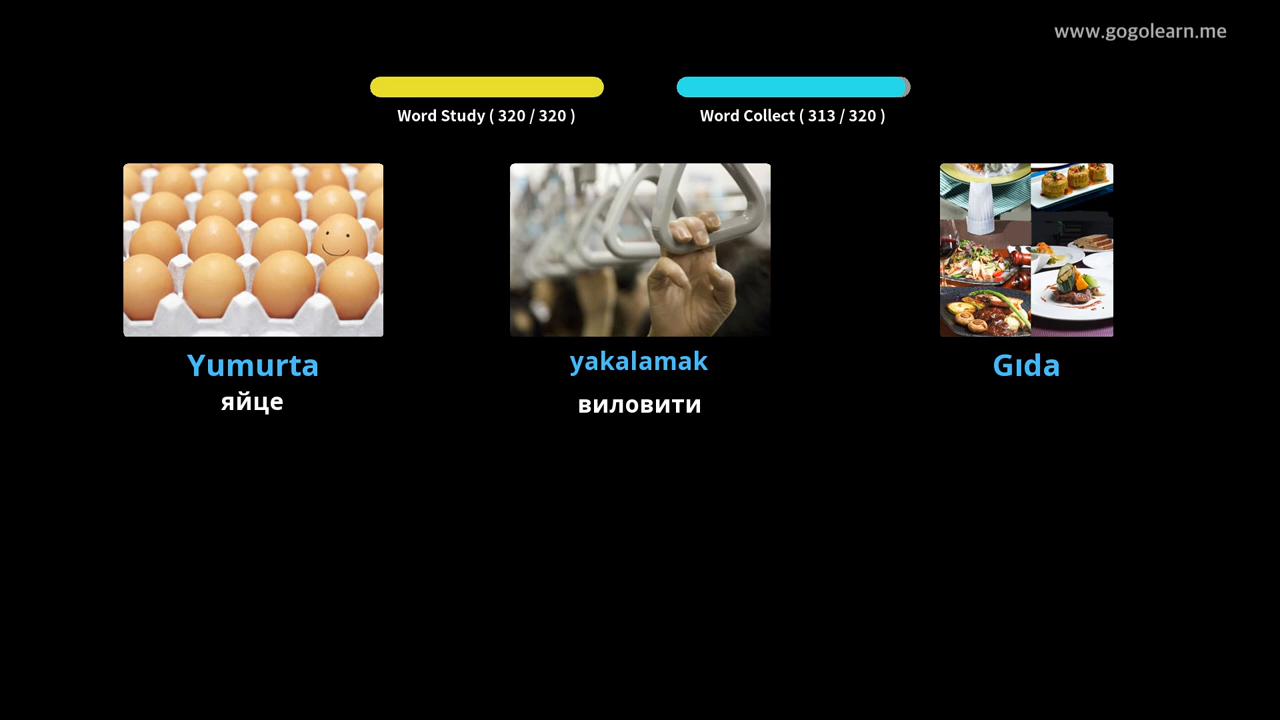 www.gogolearn.me
Word Study ( 320 / 320 )
Word Collect ( 313 / 320 )
Yumurta
яйце
yakalamak
виловити
Gıda